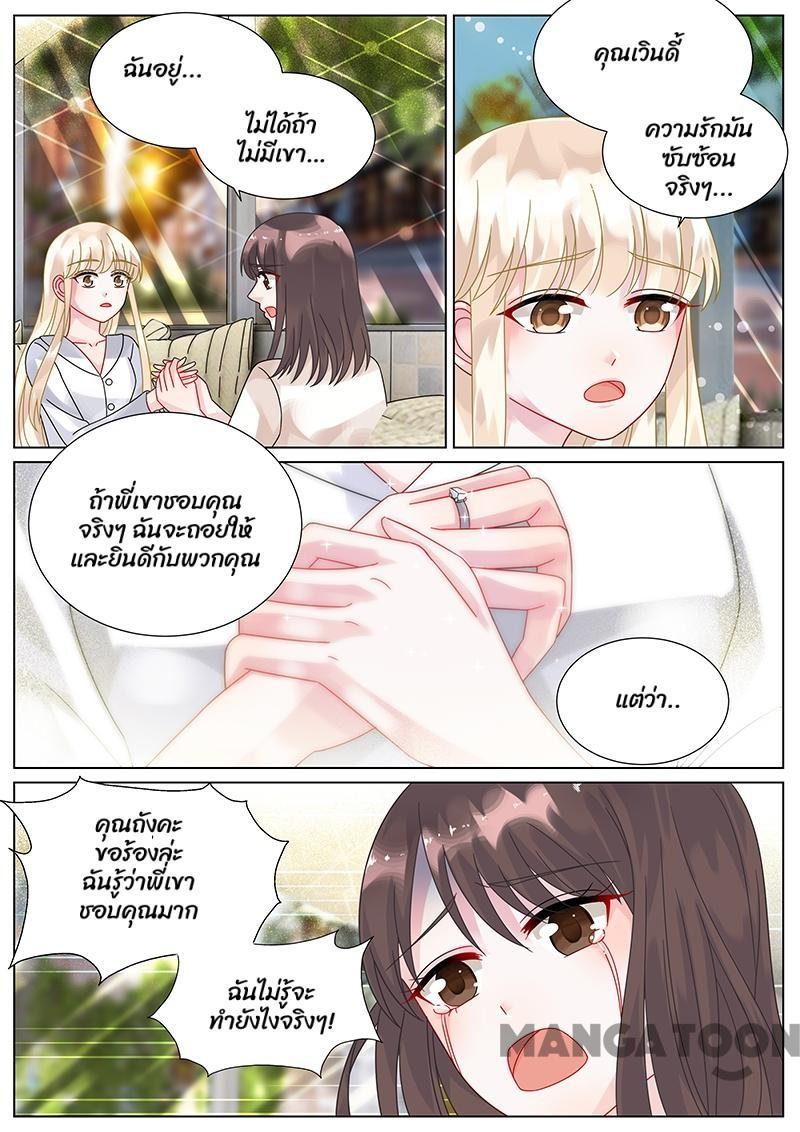 ฉันอยู่...
ไม่ได้ถ้า
ไม่มีเขา...
คุณเวินดี้
ความรักมัน
ซับซ้อน
จริงๆ...
ถ้าพี่เขาชอบคุณ
จริงๆ ฉันจะถอยให้
และยินดีกับพวกคุณ
แต่ว่า..
คุณถังคะ
ขอร้องล่ะ
ฉันรู้ว่าพี่เขา
ชอบคุณมาก
ฉันไม่รู้จะ
ทำยังไงจริงๆ!
MANGATOON